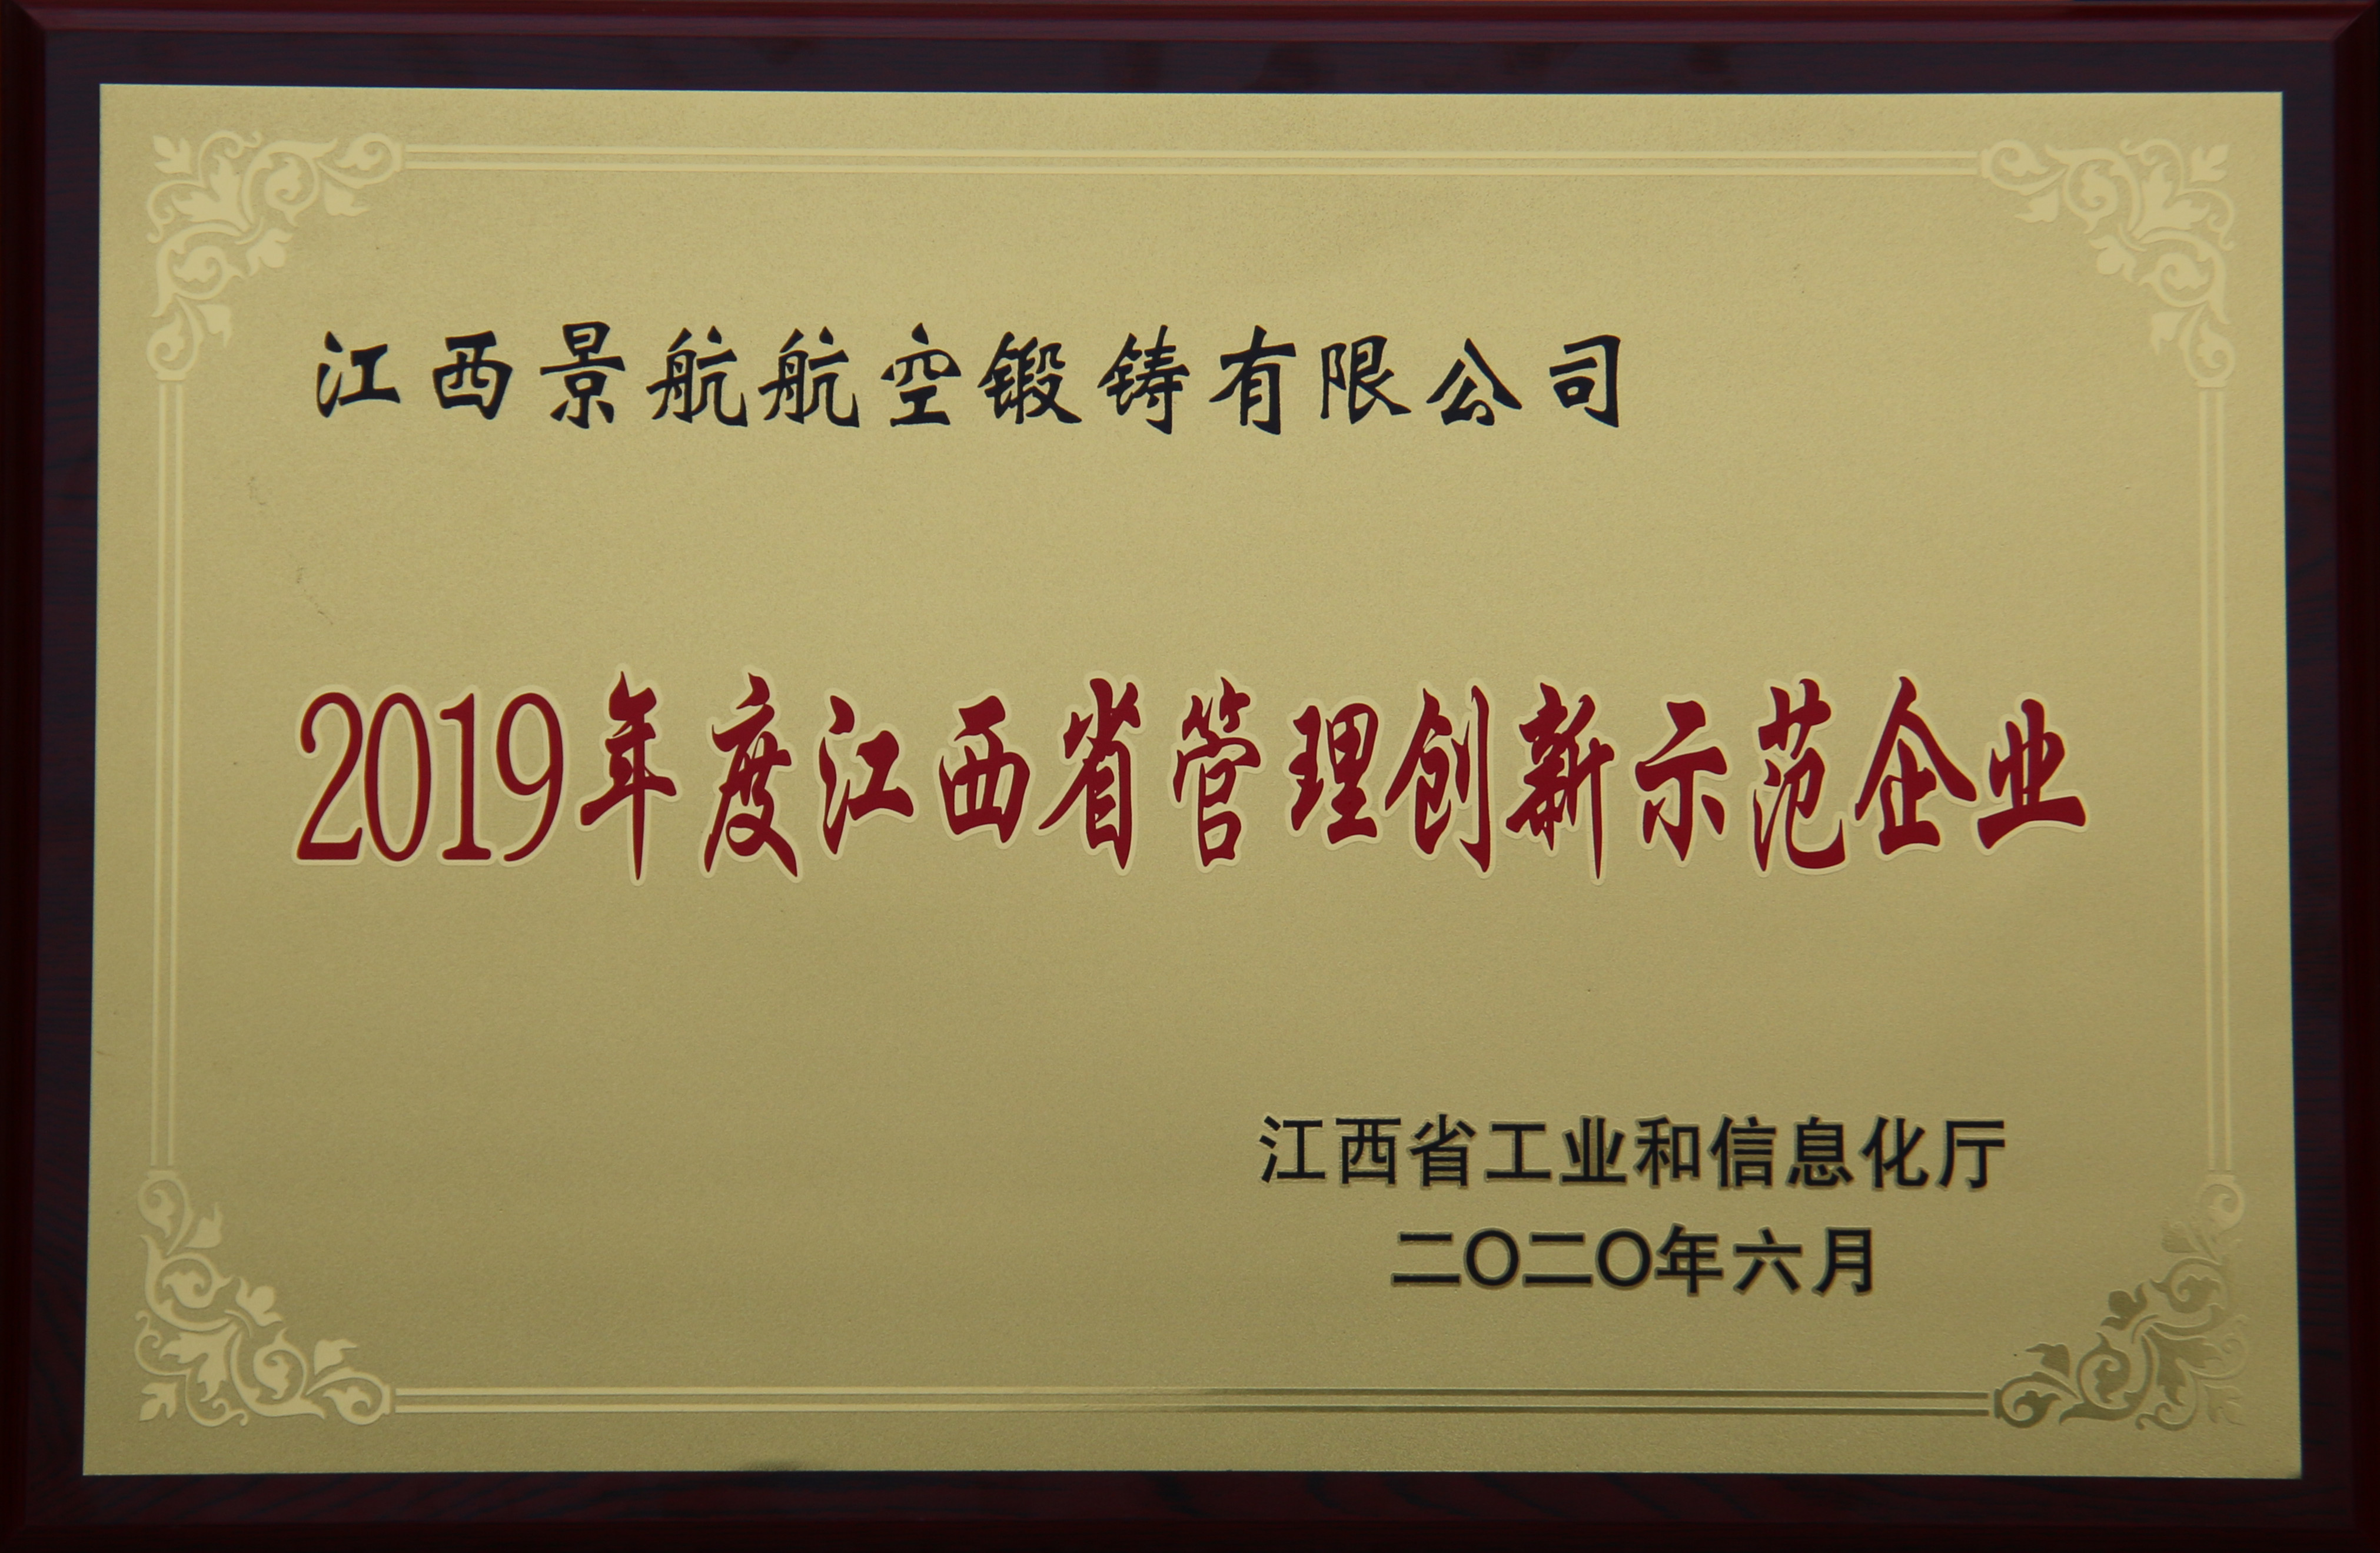 江西景航航空锻铸有限公司
2019年度江西省管理创新示范企业
江西省工业和信息化厅
二〇二〇年六月